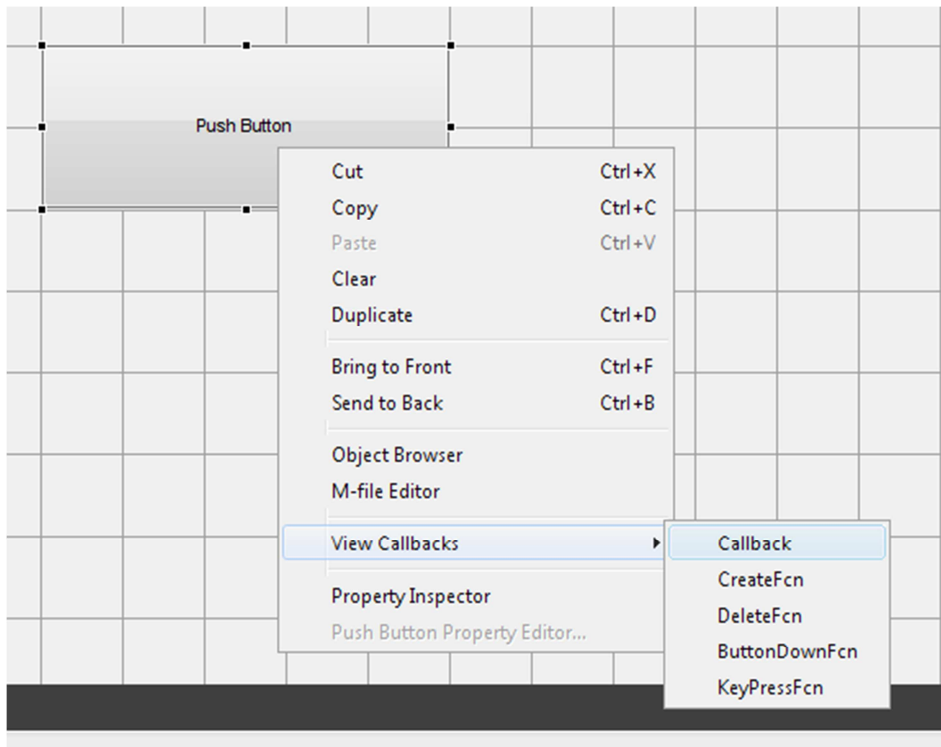 Push Button
Cut Ctrl+X
Copy Ctrl+C
Paste Ctrl+V
Clear
Duplicate Ctrl+D
Bring to Front Ctrl+F
Send to Back Ctrl+B
Object Browser
M-file Editor
View Callbacks
Callback
CreateFcn
DeleteFcn
ButtonDownFcn
KeyPressFcn
Property Inspector
Push Button Property Editor...